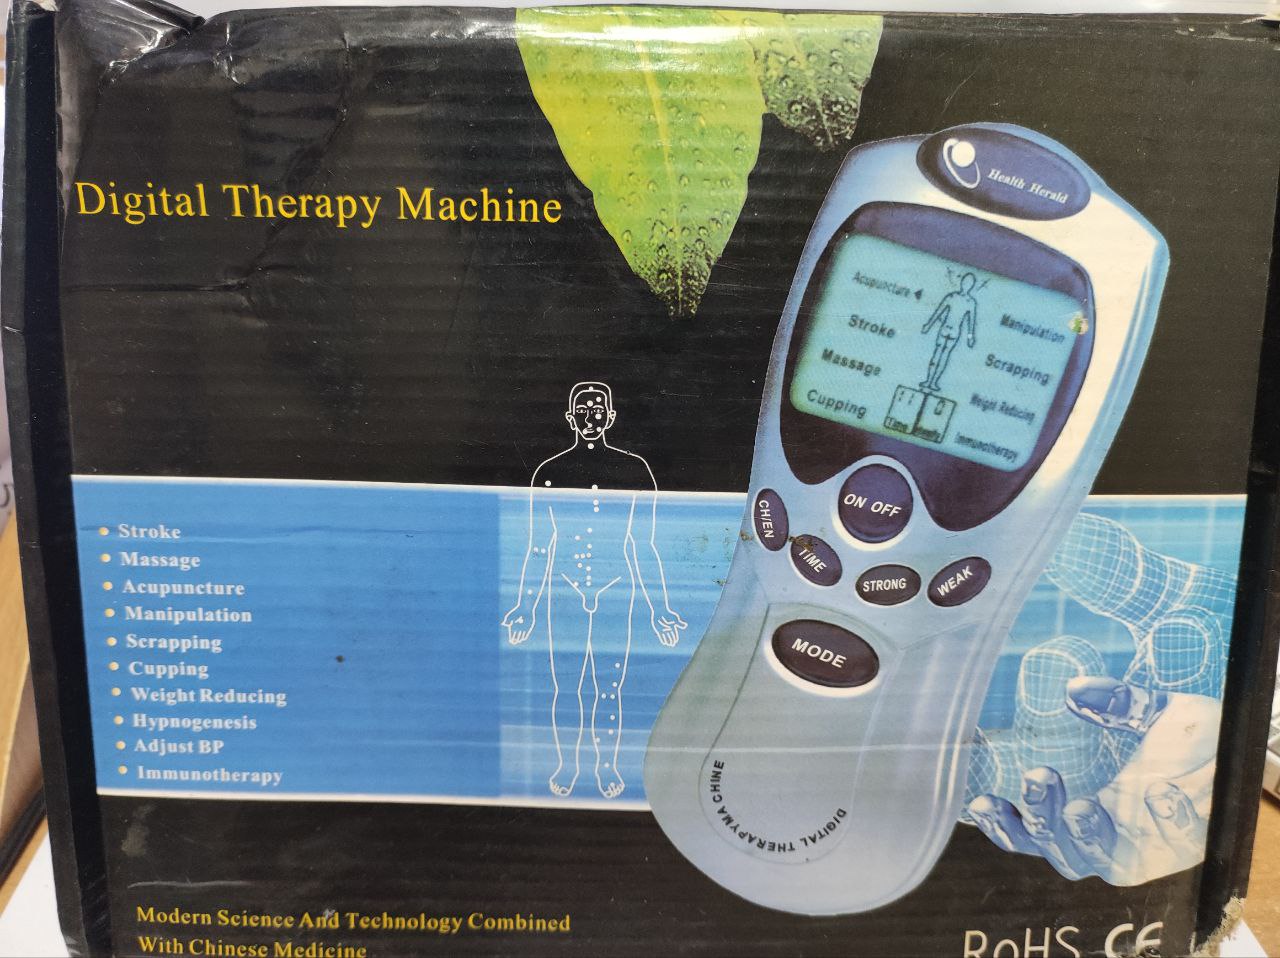 Digital Therapy Machine
Health Herald
Acupuncture
Stroke
Massage
Cupping
Manipulation
Scrapping
Weight Reducing
Immunotherapy
Time
ON OFF
CH/EN
TIME
STRONG
WEAK
MODE
DIGITAL THERAPYMACHINE
Stroke
Massage
Acupuncture
Manipulation
Scrapping
Cupping
Weight Reducing
Hypnogenesis
Adjust BP
Immunotherapy
Modern Science And Technology Combined
With Chinese Medicine
RoHS CE